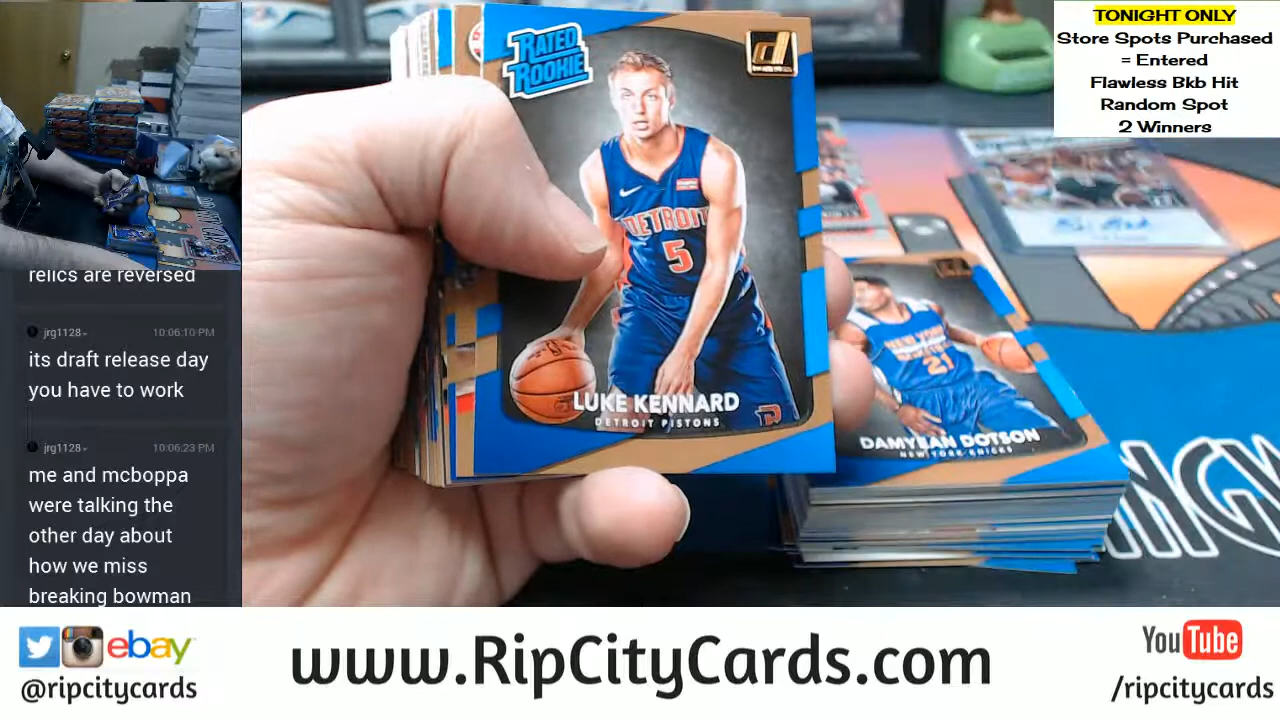 TONIGHT ONLY
Store Spots Purchased
= Entered
Flawless Bkb Hit
Random Spot
2 Winners
RATED
ROOKIE
DETROIT
5
LUKE KENNARD
DETROIT PISTONS
NEW YORK
21
DAMYEAN DOTSON
NEW YORK KNICKS
relics are reversed
jrg1128
10:06:10 PM
its draft release day
you have to work
jrg1128
10:06:23 PM
me and mcboppa
were talking the
other day about
how we miss
breaking bowman
ebay
@ripcitycards
www.RipCityCards.com
YouTube
/ripcitycards